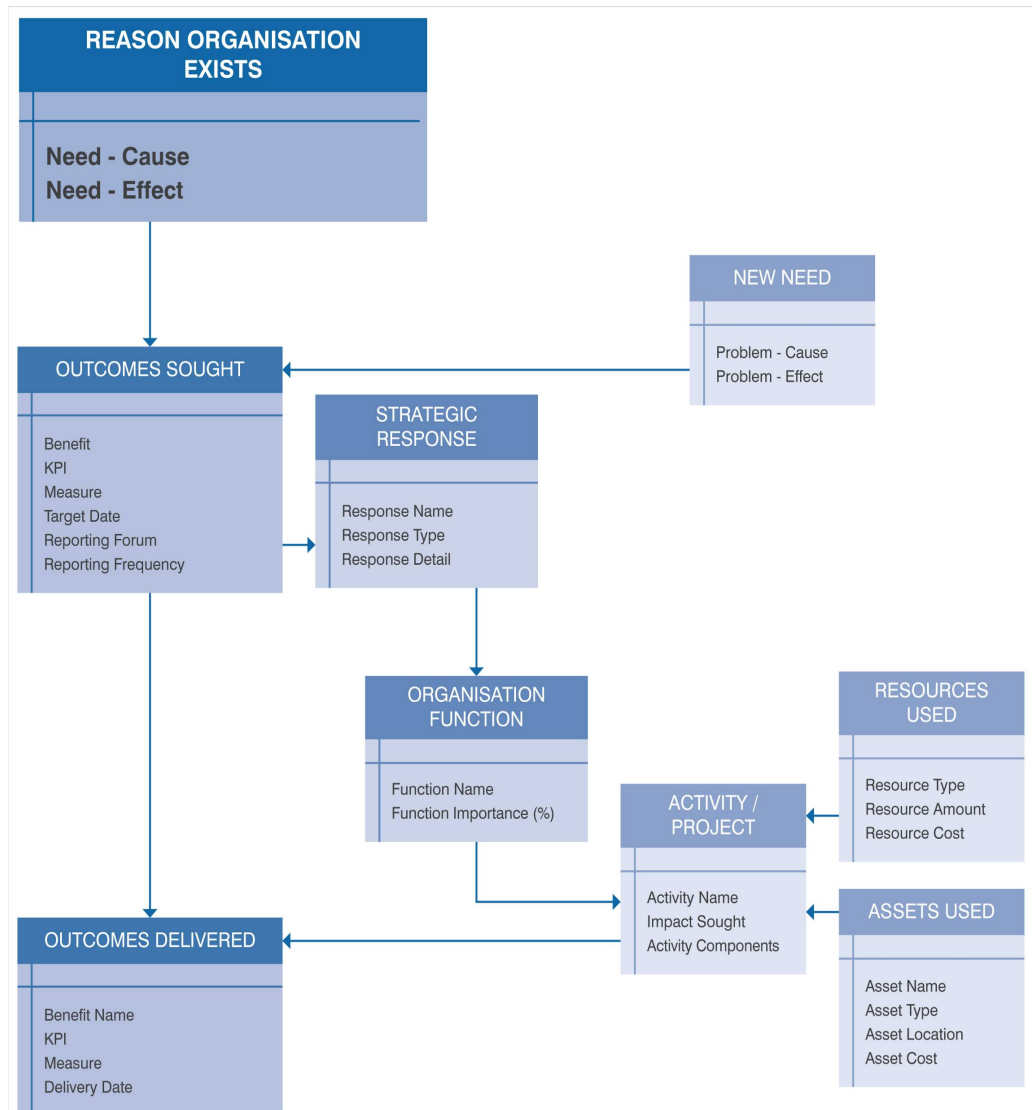 REASON ORGANISATION
EXISTS
Need - Cause
Need - Effect
NEW NEED
Problem - Cause
Problem - Effect
OUTCOMES SOUGHT
Benefit
KPI
Measure
Target Date
Reporting Forum
Reporting Frequency
STRATEGIC
RESPONSE
Response Name
Response Type
Response Detail
ORGANISATION
FUNCTION
Function Name
Function Importance (%)
RESOURCES
USED
Resource Type
Resource Amount
Resource Cost
ACTIVITY /
PROJECT
Activity Name
Impact Sought
Activity Components
ASSETS USED
Asset Name
Asset Type
Asset Location
Asset Cost
OUTCOMES DELIVERED
Benefit Name
KPI
Measure
Delivery Date